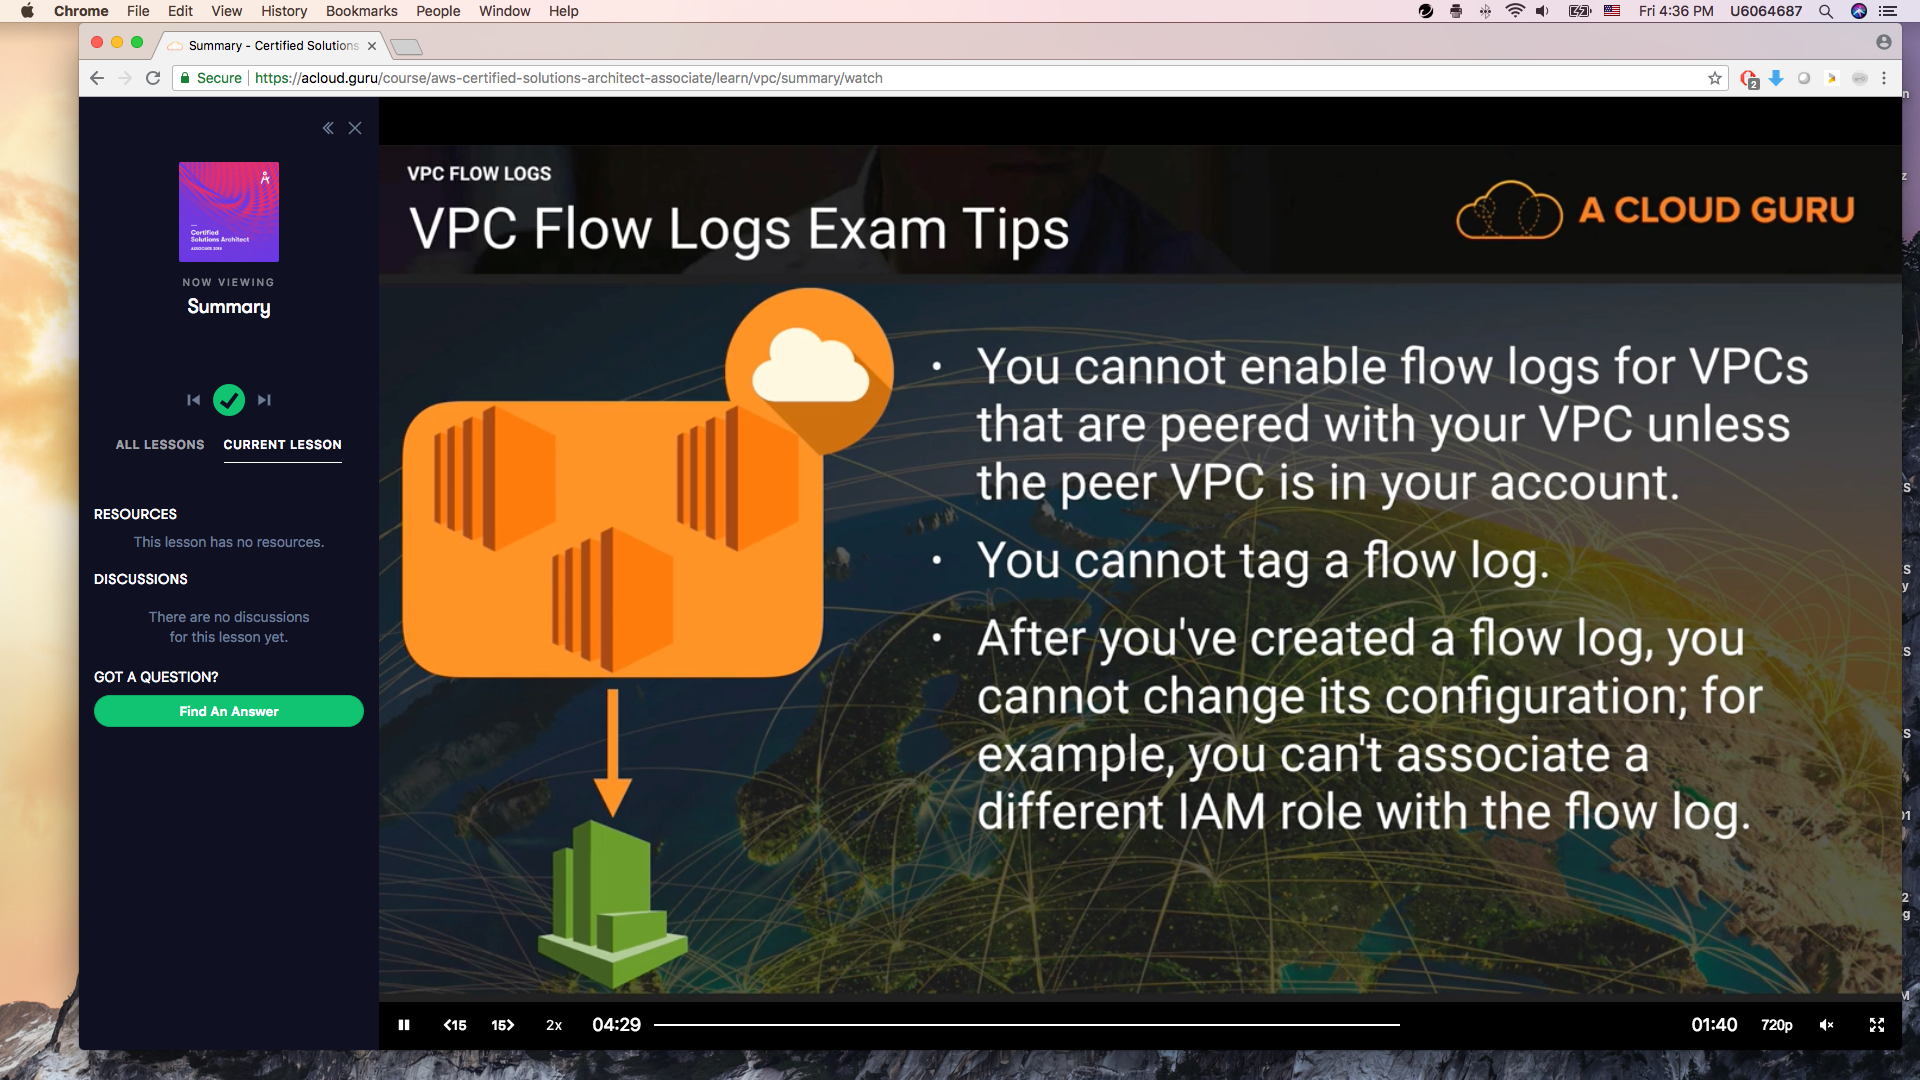 Chrome File Edit View History Bookmarks People Window Help
Fri 4:36 PM U6064687
Summary - Certified Solutions
Secure https://acloud.guru/course/aws-certified-solutions-architect-associate/learn/vpc/summary/watch
2
Certified
Solutions Architect
NOW VIEWING
Summary
ALL LESSONS CURRENT LESSON
RESOURCES
This lesson has no resources.
DISCUSSIONS
There are no discussions
for this lesson yet.
GOT A QUESTION?
Find An Answer
VPC FLOW LOGS
VPC Flow Logs Exam Tips
A CLOUD GURU
• You cannot enable flow logs for VPCs
that are peered with your VPC unless
the peer VPC is in your account.
• You cannot tag a flow log.
• After you've created a flow log, you
cannot change its configuration; for
example, you can't associate a
different IAM role with the flow log.
<15 15> 2x 04:29 01:40 720p